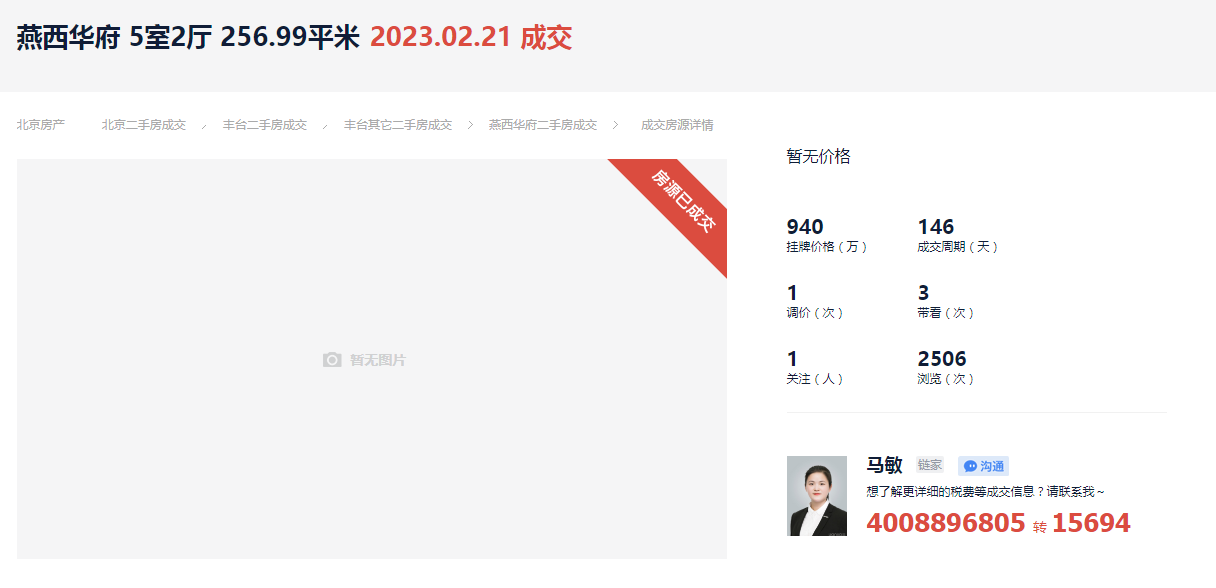 燕西华府 5室2厅 256.99平米 2023.02.21 成交
北京房产 北京二手房成交 丰台二手房成交 丰台其它二手房成交 > 燕西华府二手房成交 > 成交房源详情
房源已成交
暂无图片
暂无价格
940 146
挂牌价格（万） 成交周期（天）
1 3
调价（次） 带看（次）
1 2506
关注（人） 浏览（次）
马敏 链家 沟通
想了解更详细的税费等成交信息？请联系我～
4008896805 转 15694